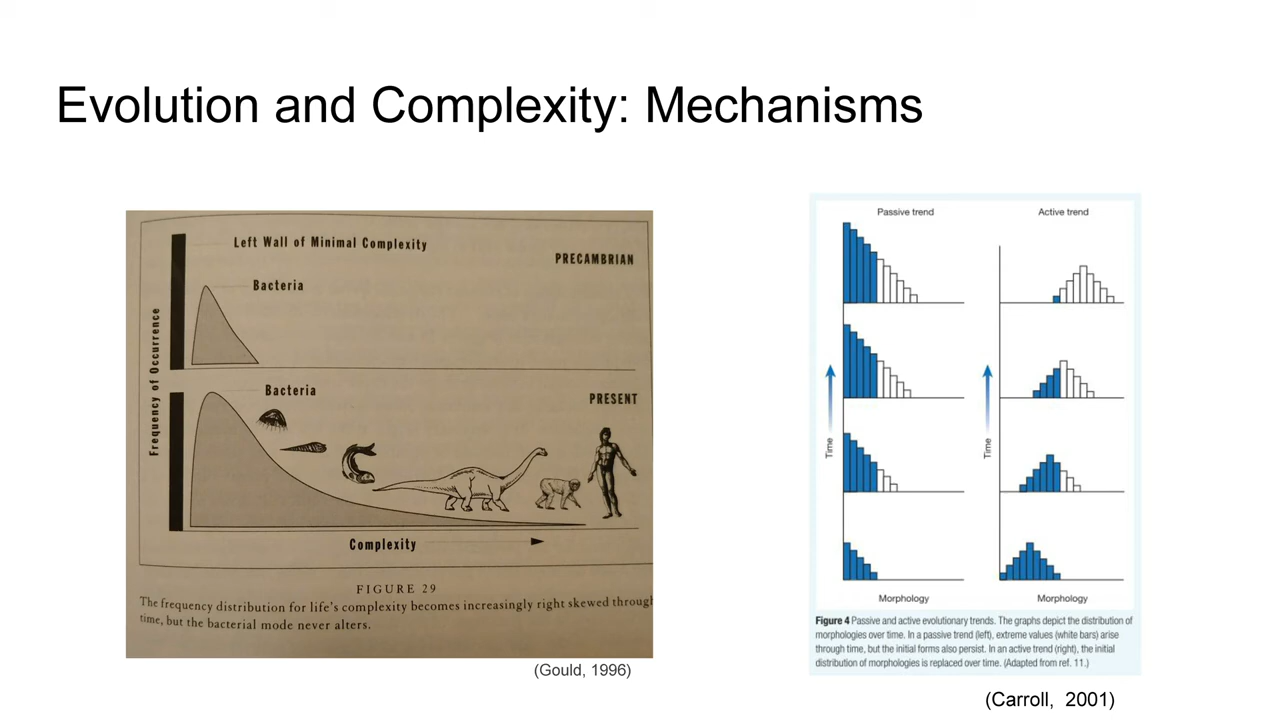 Evolution and Complexity: Mechanisms
Left Wall of Minimal Complexity
PRECAMBRIAN
Bacteria
Frequency of Occurrence
Bacteria
PRESENT
Complexity
FIGURE 29
The frequency distribution for life's complexity becomes increasingly right skewed through
time, but the bacterial mode never alters.
(Gould, 1996)
Passive trend
Active trend
Time
Time
Morphology
Morphology
Figure 4 Passive and active evolutionary trends. The graphs depict the distribution of
morphologies over time. In a passive trend (left), extreme values (white bars) arise
through time, but the initial forms also persist. In an active trend (right), the initial
distribution of morphologies is replaced over time. (Adapted from ref. 11.)
(Carroll, 2001)